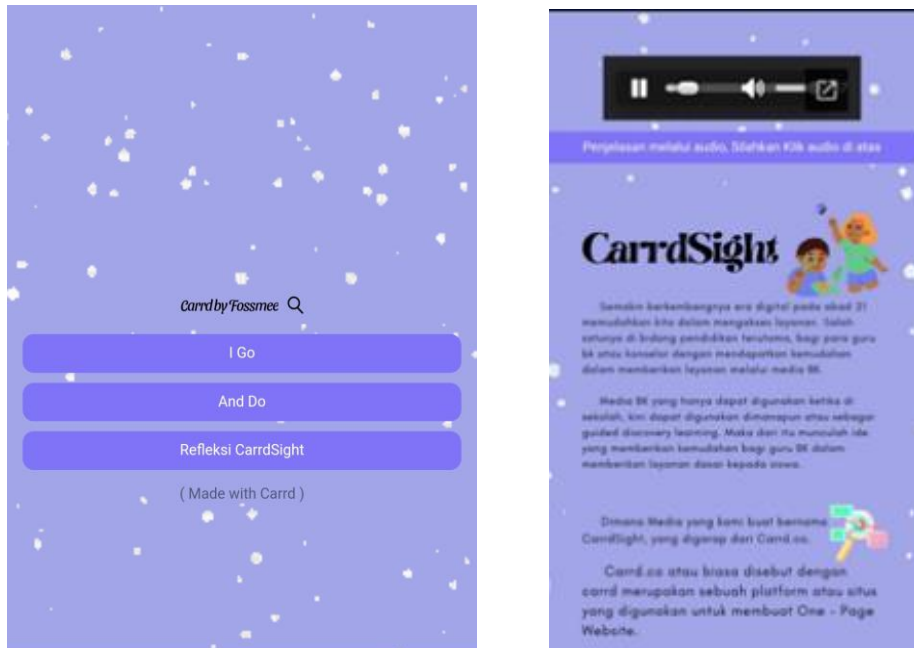 Carrd by Fossmee
I Go
And Do
Refleksi CarrdSight
( Made with Carrd )
Penjelasan melalui audio, Silahkan Klik audio di atas
CarrdSight
Semakin berkembangnya era digital pada abad 21
memudahkan kita dalam mengakses layanan. Salah
satunya di bidang pendidikan terutama, bagi para guru
bk atau konselor dengan mendapatkan kemudahan
dalam memberikan layanan melalui media BK.
Media BK yang hanya dapat digunakan ketika di
sekolah, kini dapat digunakan dimanapun atau sebagai
guided discovery learning. Maka dari itu muncullah ide
yang memberikan kemudahan bagi guru BK dalam
memberikan layanan dasar kepada siswa.
Dimana Media yang kami buat bernama
CarrdSight, yang digarap dari Carrd.co.
Carrd.co atau biasa disebut dengan
carrd merupakan sebuah platform atau situs
yang digunakan untuk membuat One - Page
Website.